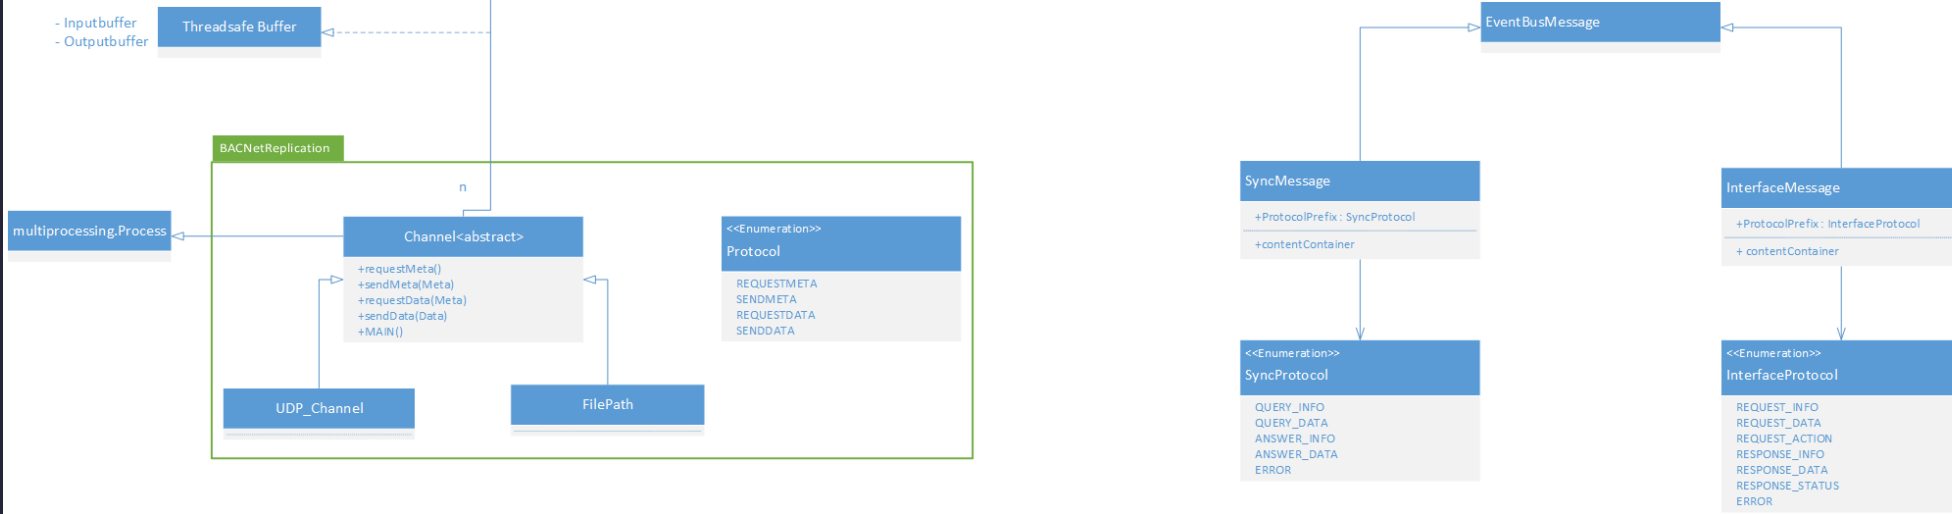 - Inputbuffer
- Outputbuffer
Threadsafe Buffer
BACNetReplication
n
multiprocessing.Process
Channel<abstract>
+requestMeta()
+sendMeta(Meta)
+requestData(Meta)
+sendData(Data)
+MAIN()
<<Enumeration>>
Protocol
REQUESTMETA
SENDMETA
REQUESTDATA
SENDDATA
UDP_Channel
FilePath
EventBusMessage
SyncMessage
+ProtocolPrefix : SyncProtocol
+contentContainer
<<Enumeration>>
SyncProtocol
QUERY_INFO
QUERY_DATA
ANSWER_INFO
ANSWER_DATA
ERROR
InterfaceMessage
+ProtocolPrefix : InterfaceProtocol
+ contentContainer
<<Enumeration>>
InterfaceProtocol
REQUEST_INFO
REQUEST_DATA
REQUEST_ACTION
RESPONSE_INFO
RESPONSE_DATA
RESPONSE_STATUS
ERROR